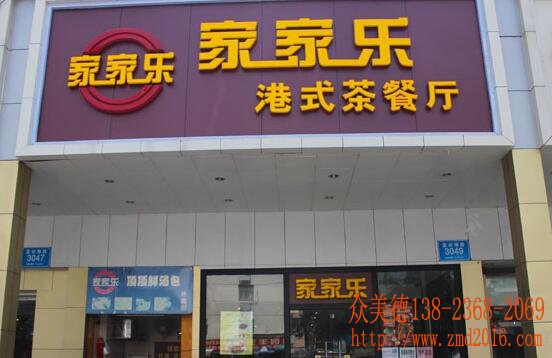 家家乐
家家乐
港式茶餐厅
3047
3049
家家乐 顶顶鲜汤包
家家乐
众美德138-2368-2069
http://www.zmd2016.com